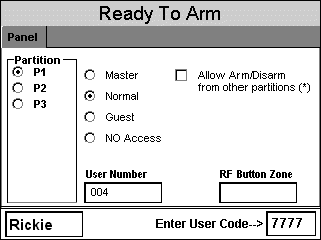 Ready To Arm
Panel
Partition
P1
P2
P3
Master
Normal
Guest
NO Access
Allow Arm/Disarm
from other partitions (*)
User Number
004
RF Button Zone
Rickie
Enter User Code--> 7777